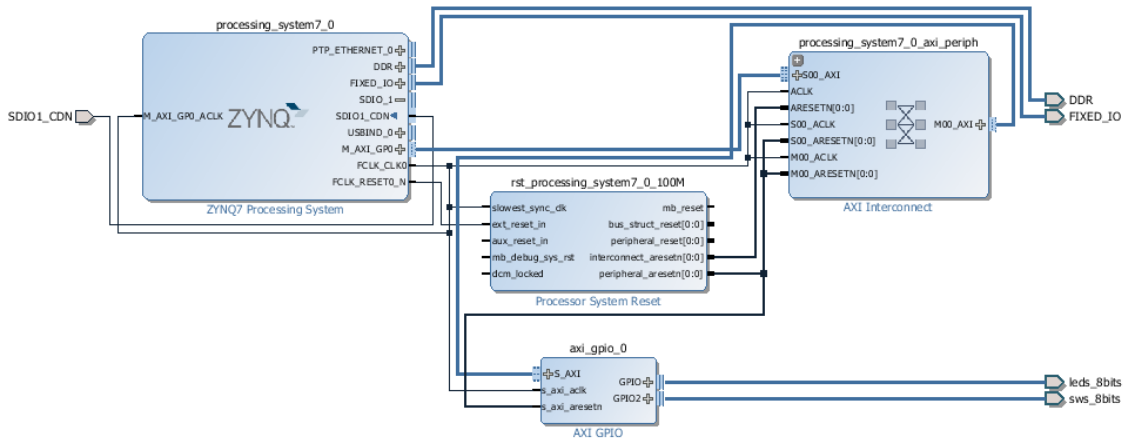 processing_system7_0
PTP_ETHERNET_0
DDR
FIXED_IO
SDIO_1
SDIO1_CDN
USBIND_0
M_AXI_GP0
FCLK_CLK0
FCLK_RESET0_N
M_AXI_GP0_ACLK
ZYNQ
ZYNQ7 Processing System
SDIO1_CDN
processing_system7_0_axi_periph
S00_AXI
ACLK
ARESETN[0:0]
S00_ACLK
S00_ARESETN[0:0]
M00_ACLK
M00_ARESETN[0:0]
M00_AXI
AXI Interconnect
DDR
FIXED_IO
rst_processing_system7_0_100M
slowest_sync_clk
ext_reset_in
aux_reset_in
mb_debug_sys_rst
dcm_locked
mb_reset
bus_struct_reset[0:0]
peripheral_reset[0:0]
interconnect_aresetn[0:0]
peripheral_aresetn[0:0]
Processor System Reset
axi_gpio_0
S_AXI
s_axi_aclk
s_axi_aresetn
GPIO
GPIO2
AXI GPIO
leds_8bits
sws_8bits